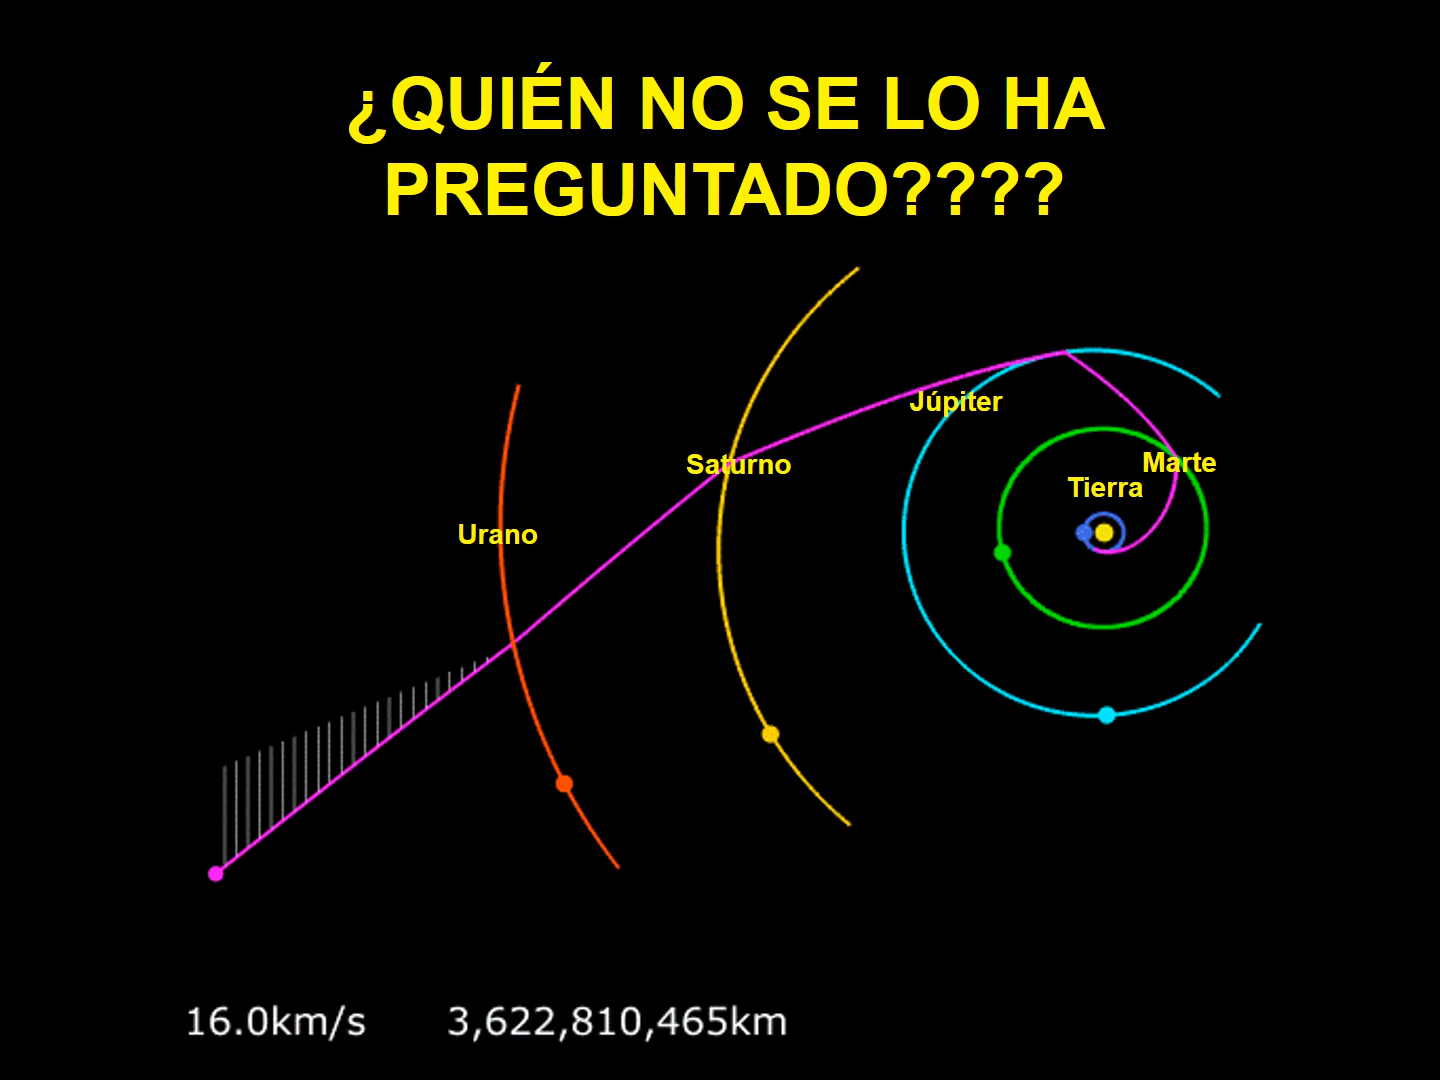 ¿QUIÉN NO SE LO HA
PREGUNTADO????
Júpiter
Saturno
Marte
Tierra
Urano
16.0km/s 3,622,810,465km